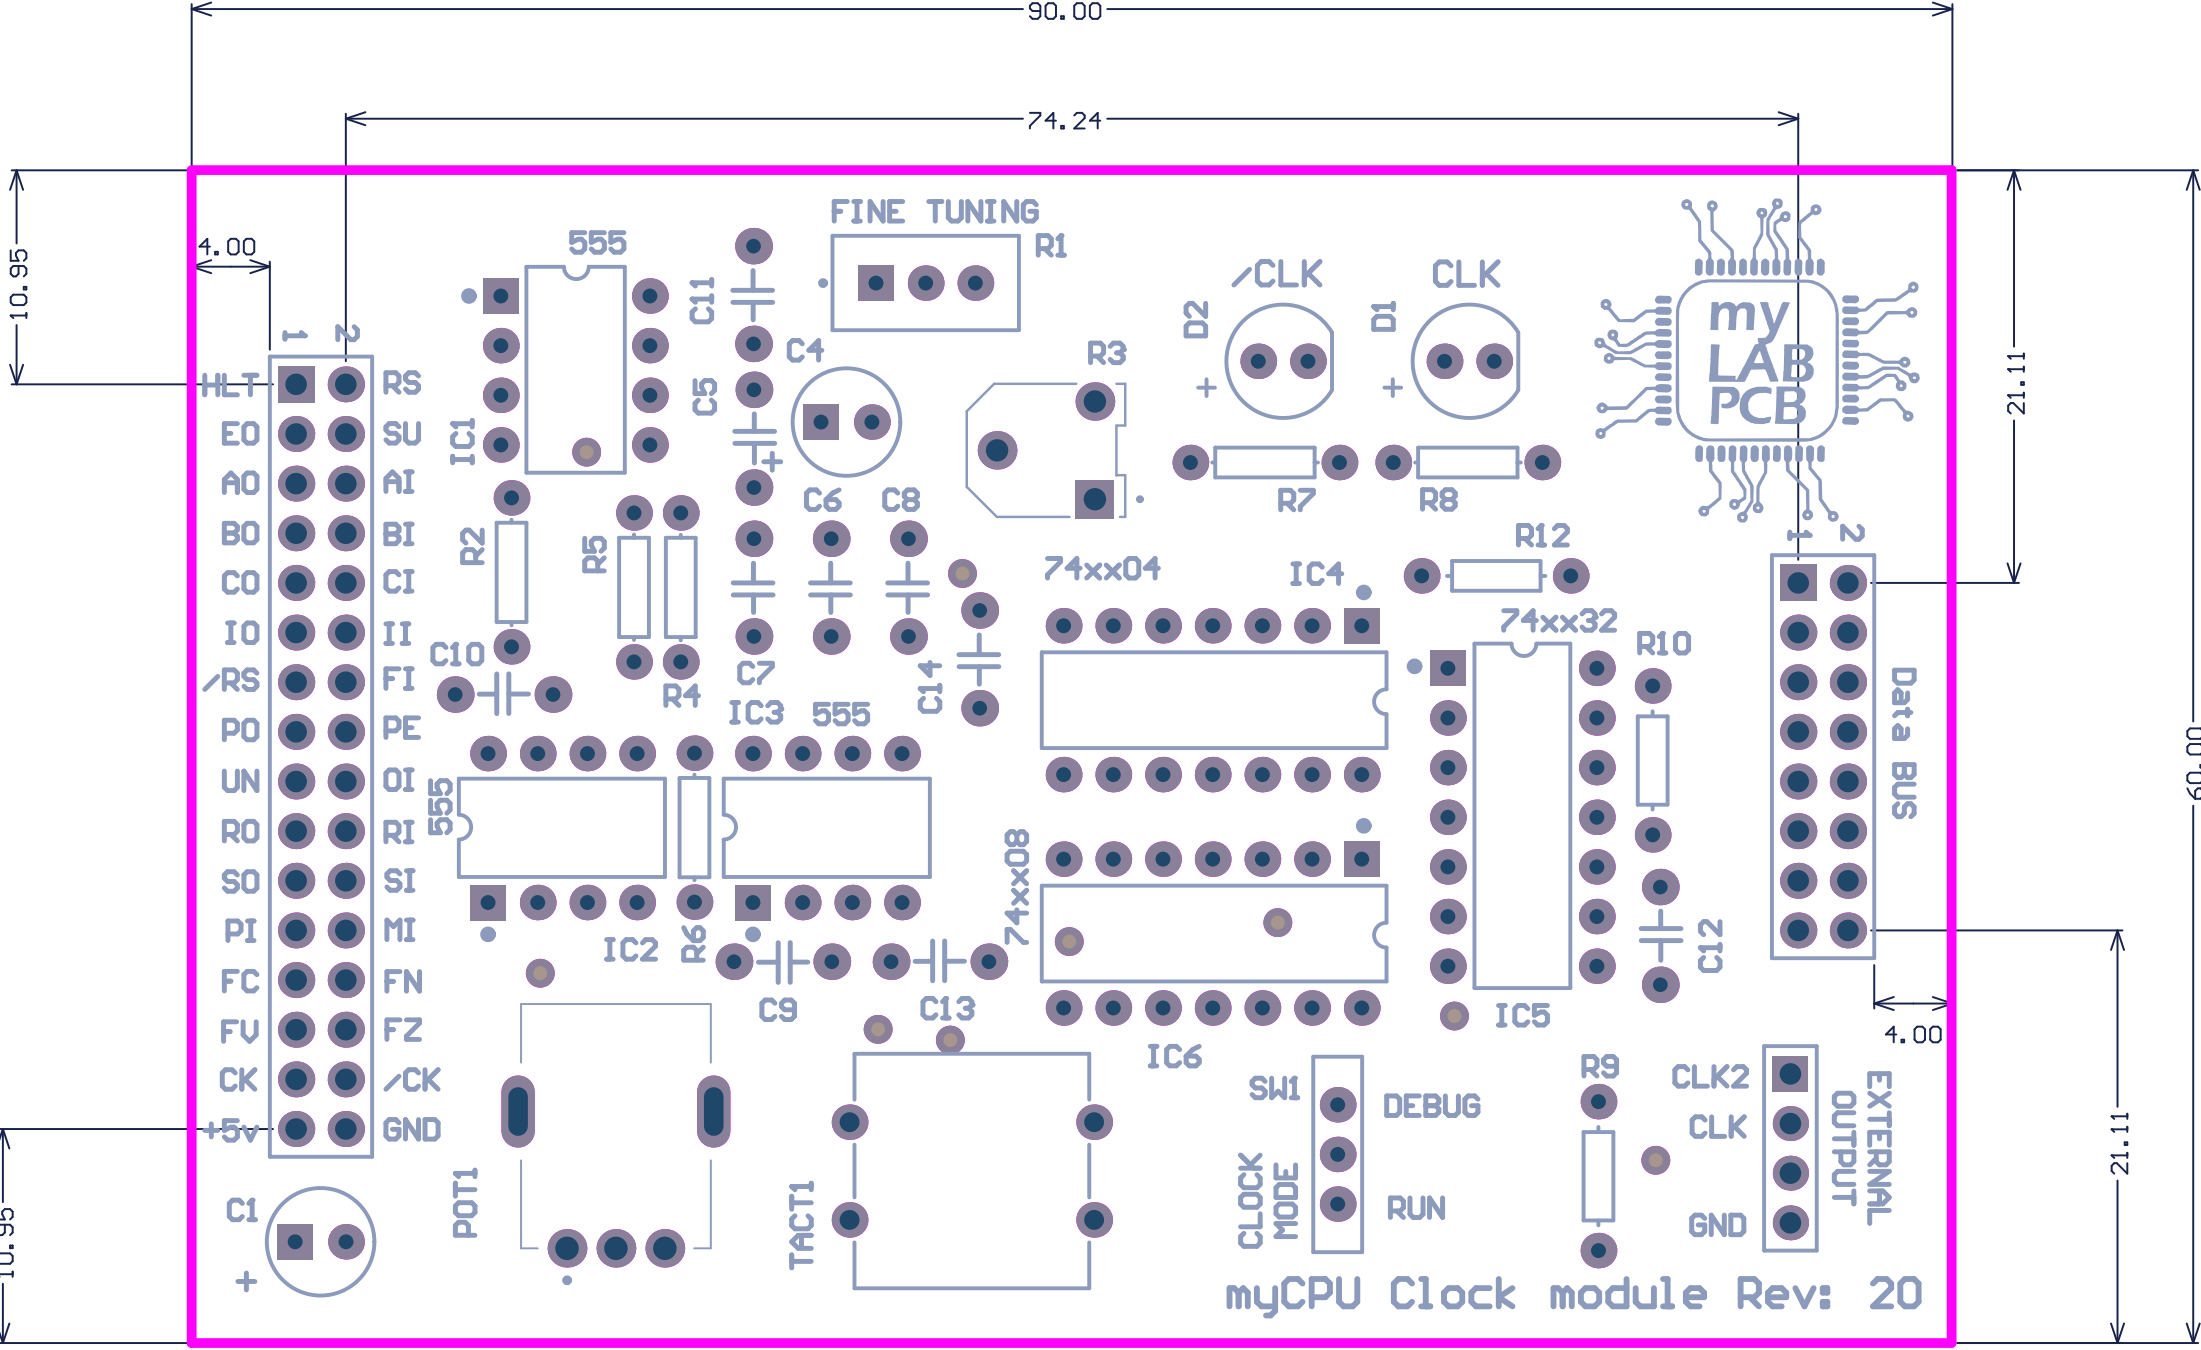 90.00
74.24
10.95
4.00
FINE TUNING
555
R1
C11
/CLK
CLK
D2
D1
my
LAB
PCB
21.11
60.00
1
2
C4
R3
HLT
RS
C5
+
+
EO
SU
IC1
+
AO
AI
C6
C8
R7
R8
BO
BI
R2
R5
R12
1
2
CO
CI
74xx04
IC4
IO
II
74xx32
R10
C10
/RS
FI
C7
R4
C14
Data BUS
IC3
555
PO
PE
UN
OI
555
RO
RI
74xx08
SO
SI
PI
MI
IC2
R6
C12
FC
FN
C9
C13
IC5
FV
FZ
IC6
4.00
CK
/CK
SW1
DEBUG
R9
CLK2
EXTERNAL
OUTPUT
+5v
GND
CLK
21.11
POT1
TACT1
CLOCK
MODE
RUN
GND
C1
+
10.95
myCPU Clock module Rev: 20